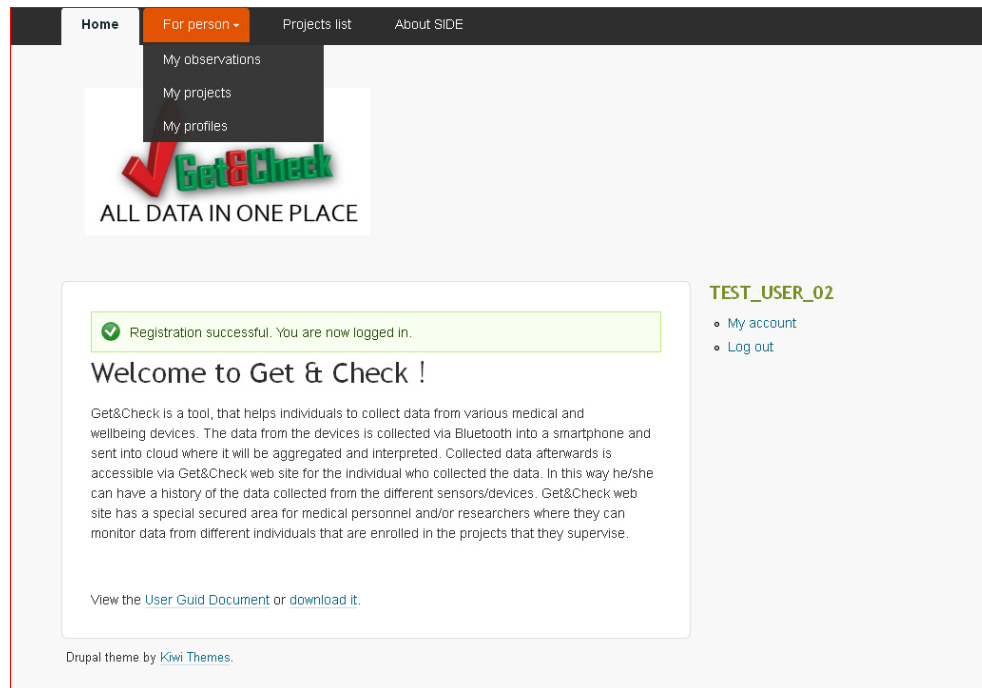 Home For person Projects list About SIDE
My observations
My projects
My profiles
Get&Check
ALL DATA IN ONE PLACE
TEST_USER_02
My account
Log out
Registration successful. You are now logged in.
Welcome to Get & Check !
Get&Check is a tool, that helps individuals to collect data from various medical and
wellbeing devices. The data from the devices is collected via Bluetooth into a smartphone and
sent into cloud where it will be aggregated and interpreted. Collected data afterwards is
accessible via Get&Check web site for the individual who collected the data. In this way he/she
can have a history of the data collected from the different sensors/devices. Get&Check web
site has a special secured area for medical personnel and/or researchers where they can
monitor data from different individuals that are enrolled in the projects that they supervise.
View the User Guid Document or download it.
Drupal theme by Kiwi Themes.